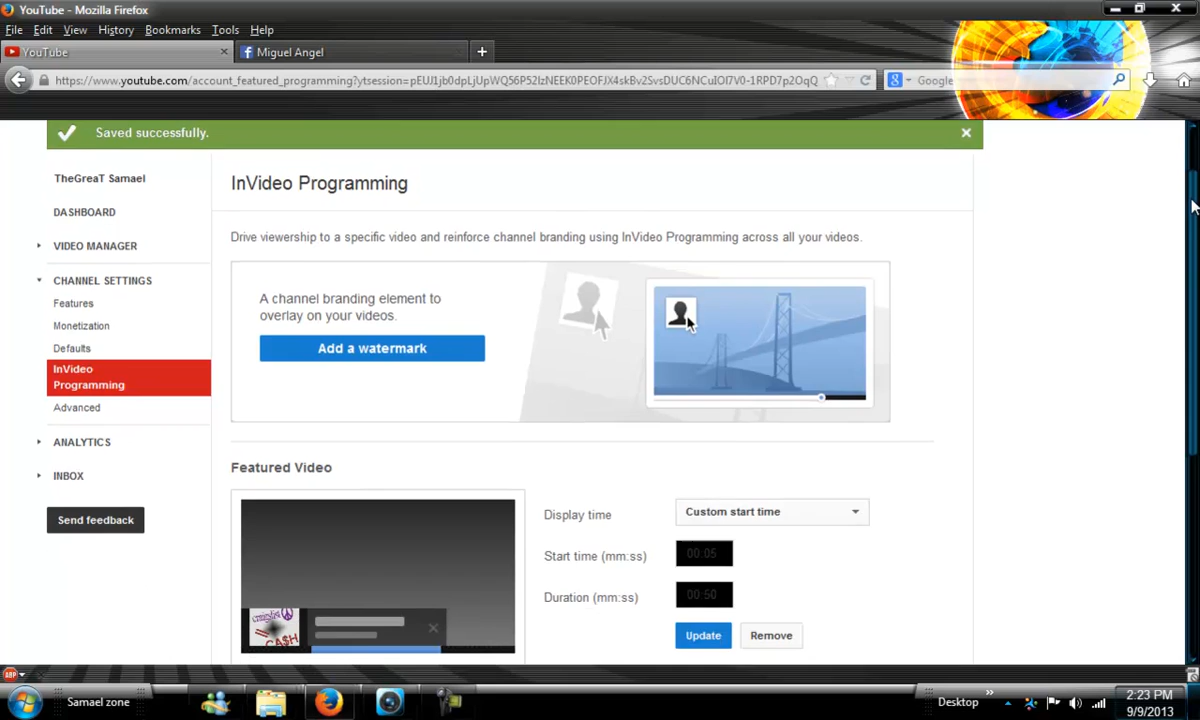 YouTube - Mozilla Firefox
File Edit View History Bookmarks Tools Help
YouTube
Miguel Angel
https://www.youtube.com/account_featured_programming?ytsession=
Google
Saved successfully.
TheGreaT Samael
DASHBOARD
VIDEO MANAGER
CHANNEL SETTINGS
Features
Monetization
Defaults
InVideo
Programming
Advanced
ANALYTICS
INBOX
Send feedback
InVideo Programming
Drive viewership to a specific video and reinforce channel branding using InVideo Programming across all your videos.
A channel branding element to
overlay on your videos.
Add a watermark
Featured Video
CA$H
Display time
Custom start time
Start time (mm:ss)
00:05
Duration (mm:ss)
00:50
Update
Remove
ABP
Samael zone
Desktop
2:23 PM
9/9/2013